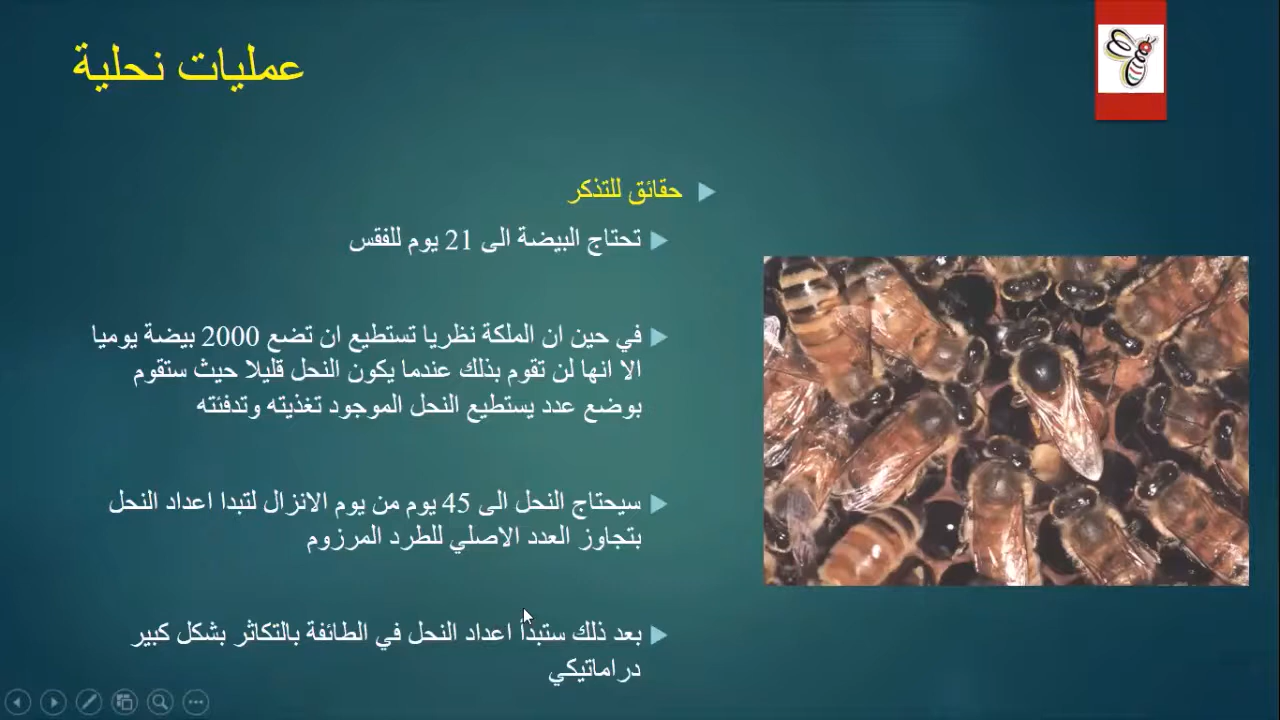 عمليات نحلية
حقائق للتذكر
تحتاج البيضة الى 21 يوم للفقس
في حين ان الملكة نظريا تستطيع ان تضع 2000 بيضة يوميا
الا انها لن تقوم بذلك عندما يكون النحل قليلا حيث ستقوم
بوضع عدد يستطيع النحل الموجود تغذيته وتدفئته
سيحتاج النحل الى 45 يوم من يوم الانزال لتبدا اعداد النحل
بتجاوز العدد الاصلي للطرد المرزوم
بعد ذلك ستبدأ اعداد النحل في الطائفة بالتكاثر بشكل كبير
دراماتيكي